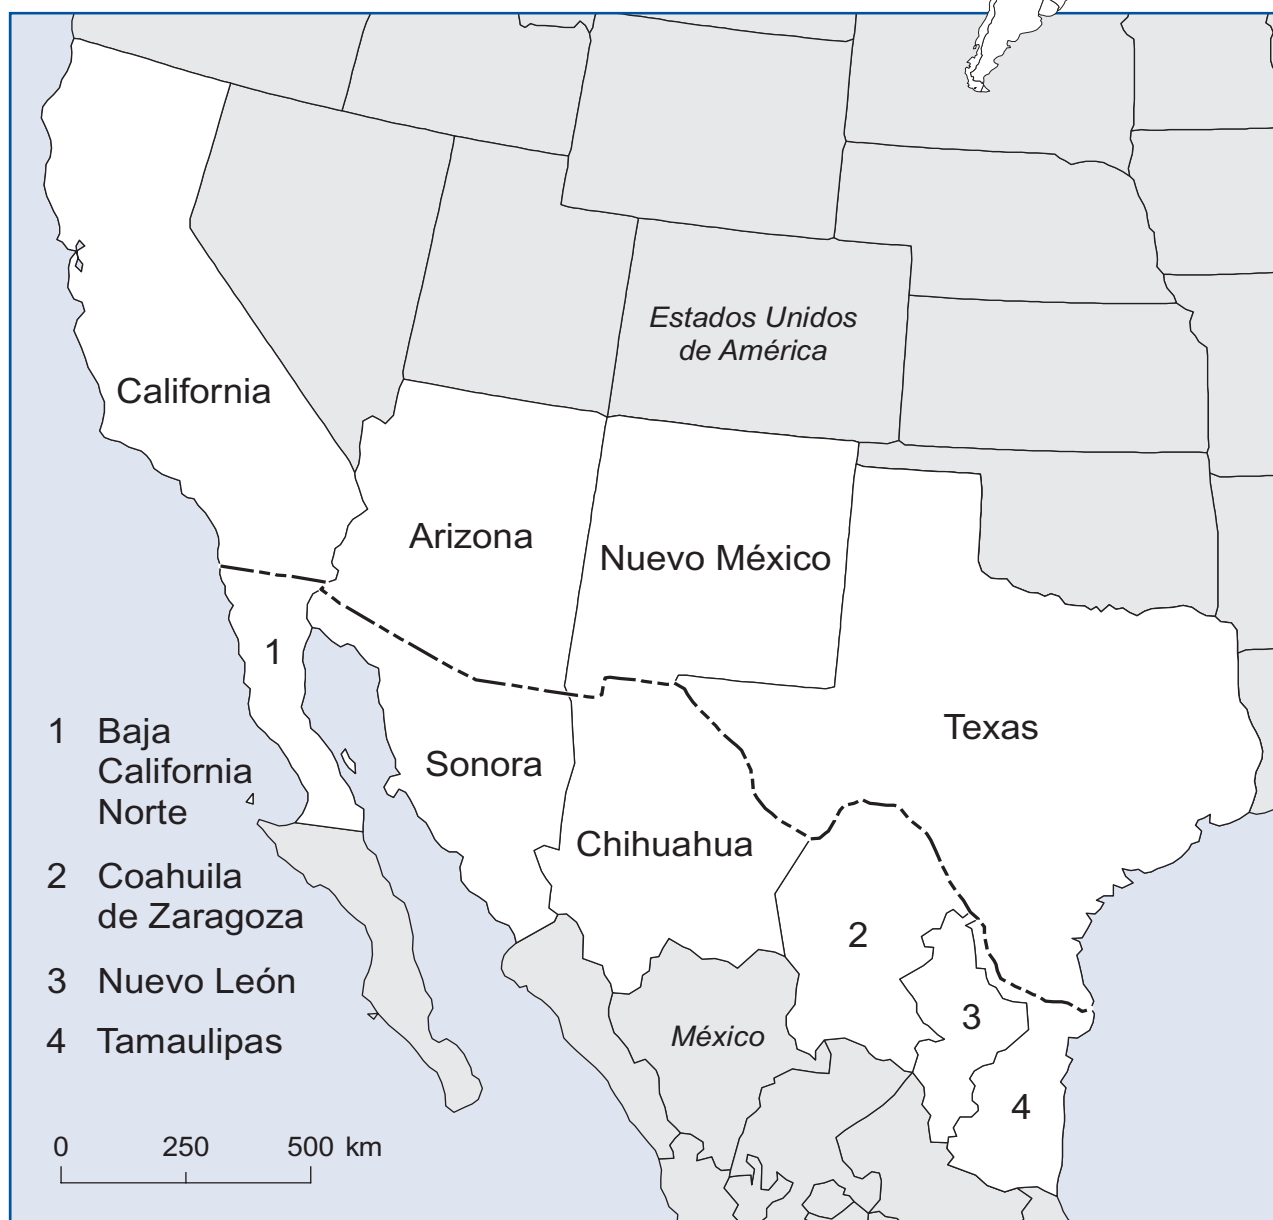 Estados Unidos
de América
California
Arizona
Nuevo México
Texas
1
Sonora
Chihuahua
2
3
4
México
1 Baja
California
Norte
2 Coahuila
de Zaragoza
3 Nuevo León
4 Tamaulipas
0 250 500 km